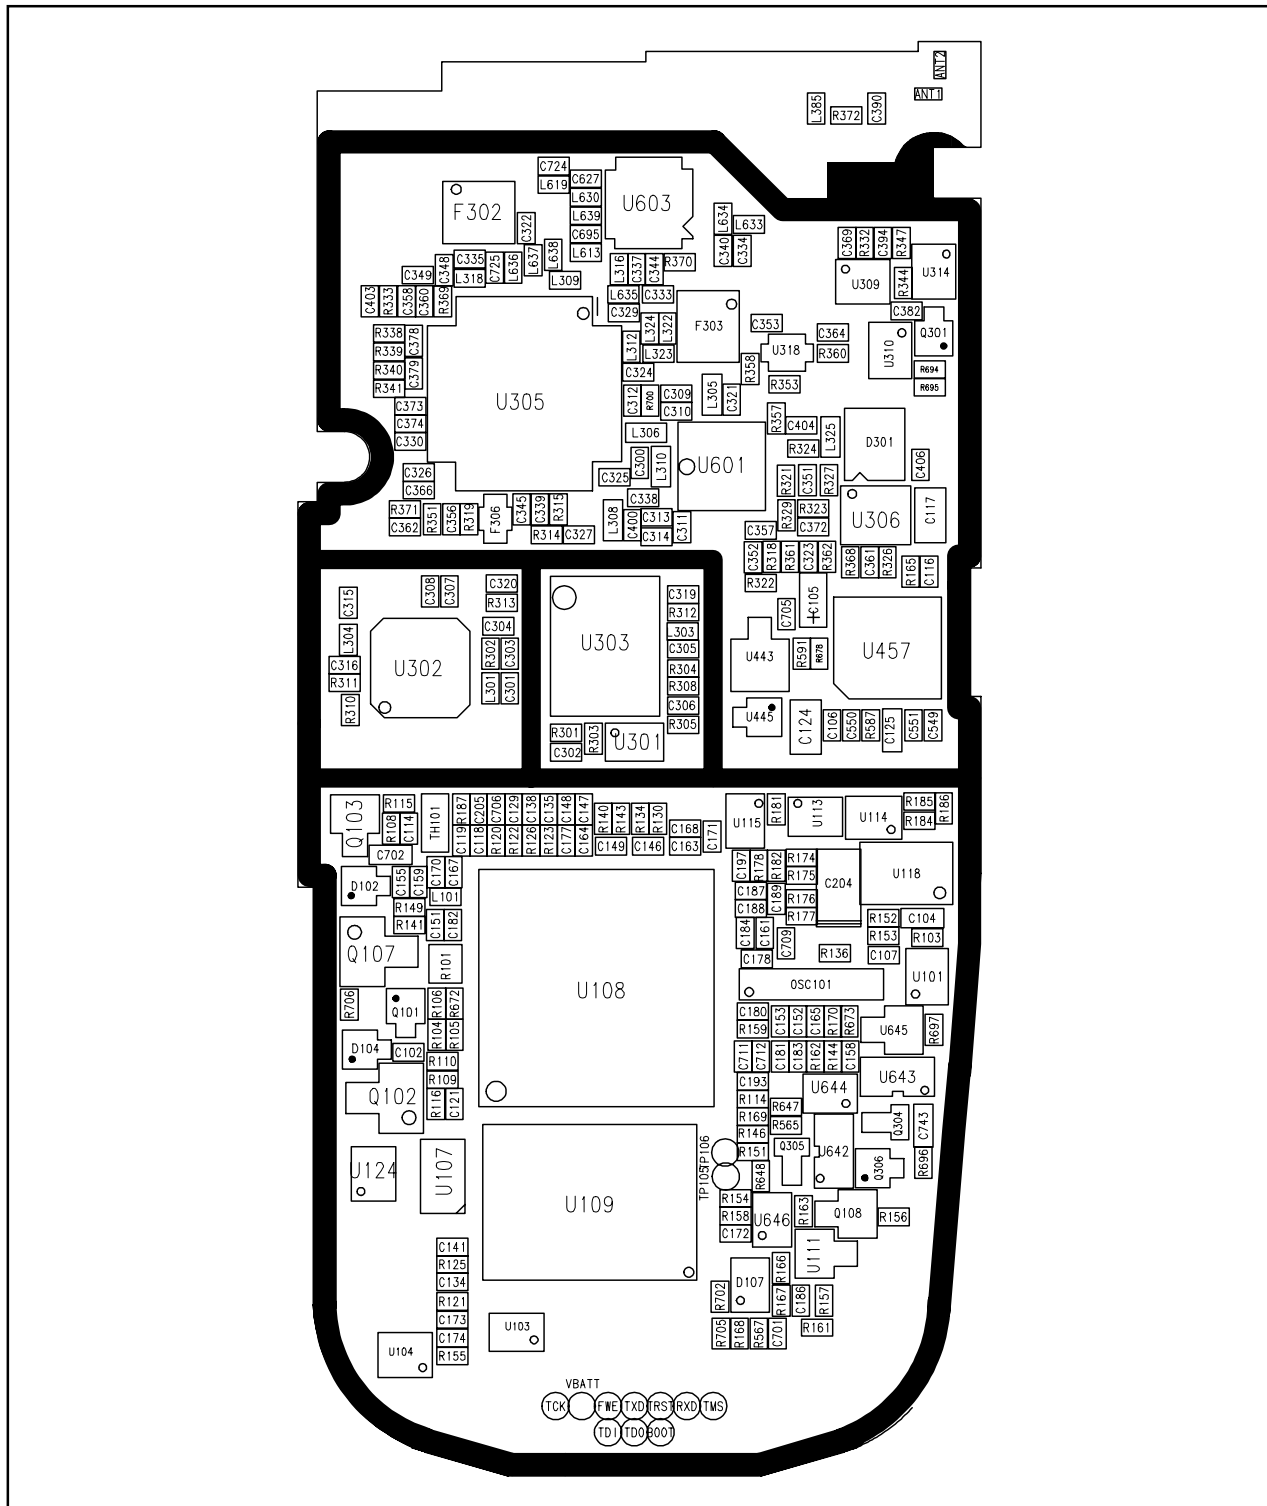 ANT2
ANT1
L385
R372
C390
C724
L619
C627
L630
L639
C695
L613
U603
F302
C322
L634
L633
C340
C334
C369
R332
C394
R347
U314
C349
C348
C335
L318
C725
L636
L637
L638
L309
L316
C337
C344
R370
U309
R344
C403
R333
C358
C360
R369
L635
C333
C329
L324
L322
F303
C353
C364
C382
Q301
R338
C378
R339
R340
C379
R341
L312
L323
C324
U318
R360
U310
R358
R353
R694
R695
U305
C312
R700
C309
C310
L305
C321
C373
C374
C330
L306
R357
C404
L325
D301
R324
C326
C366
C325
C300
L310
U601
R321
C351
R327
C406
C338
R371
C362
R351
C356
R319
F306
C345
C339
R315
R314
C327
L308
C400
C313
C314
C311
R329
R323
C372
U306
C117
C357
C352
R318
R361
C323
R362
R368
C361
R326
R165
C116
R322
C315
C308
C307
C320
R313
C319
R312
C705
C105
L304
C304
L303
C305
U303
U302
C316
R311
R302
C303
R304
R308
U443
R591
R678
U457
R310
L301
C301
C306
R305
U445
C124
C106
C550
R587
C125
C551
C549
R301
C302
R303
U301
Q103
R115
R108
C114
TH101
R187
C205
C706
C129
C138
C135
C148
C147
C119
C118
R120
R122
R126
R123
C177
C164
R140
R143
R134
R130
C149
C146
C168
C163
C171
U115
R181
U113
U114
R185
R184
R186
C702
D102
C155
C159
C170
C167
L101
R149
R141
C151
C182
C197
R178
R182
R174
R175
C187
C188
C189
R176
R177
C204
U118
C184
C161
C709
R152
C104
R153
R103
Q107
R101
C178
R136
C107
U101
U108
OSC101
R706
Q101
R106
R672
R104
R105
C180
R159
C153
C152
C165
R170
R673
U645
R697
D104
C102
R110
R109
C711
C712
C181
C183
R162
R144
C158
Q102
R116
C121
C193
R114
R169
R146
R151
R647
R565
U644
U643
Q304
C743
U124
U107
TP106
TP105
Q305
U642
Q306
R696
R648
U109
R154
R158
C172
U646
R163
Q108
R156
U111
C141
R125
C134
R121
C173
C174
R155
R702
D107
R166
R167
C186
R157
U103
U104
R705
R168
R567
C701
R161
VBATT
TCK
FWE
TXD
TRST
RXD
TMS
TDI
TDO
BOOT